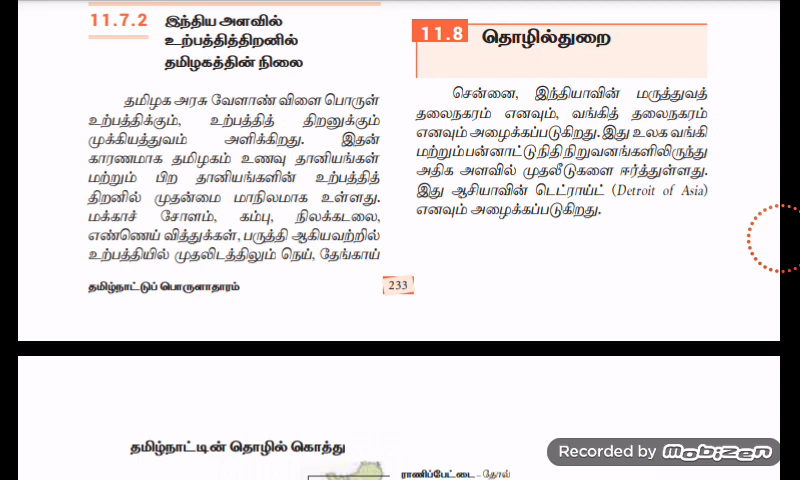 11.7.2 இந்திய அளவில்
உற்பத்தித்திறனில்
தமிழகத்தின் நிலை
தமிழக அரசு வேளாண் விளை பொருள்
உற்பத்திக்கும், உற்பத்தித் திறனுக்கும்
முக்கியத்துவம் அளிக்கிறது. இதன்
காரணமாக தமிழகம் உணவு தானியங்கள்
மற்றும் பிற தானியங்களின் உற்பத்தித்
திறனில் முதன்மை மாநிலமாக உள்ளது.
மக்காச் சோளம், கம்பு, நிலக்கடலை,
எண்ணெய் வித்துக்கள், பருத்தி ஆகியவற்றில்
உற்பத்தியில் முதலிடத்திலும் நெய், தேங்காய்
11.8 தொழில்துறை
சென்னை, இந்தியாவின் மருத்துவத்
தலைநகரம் எனவும், வங்கித் தலைநகரம்
எனவும் அழைக்கப்படுகிறது. இது உலக வங்கி
மற்றும் பன்னாட்டு நிதி நிறுவனங்களிலிருந்து
அதிக அளவில் முதலீடுகளை ஈர்த்துள்ளது.
இது ஆசியாவின் டெட்ராய்ட் (Detroit of Asia)
எனவும் அழைக்கப்படுகிறது.
தமிழ்நாட்டுப் பொருளாதாரம்
233
தமிழ்நாட்டின் தொழில் கொத்து
ராணிப்பேட்டை – தோல்
Recorded by mobizen